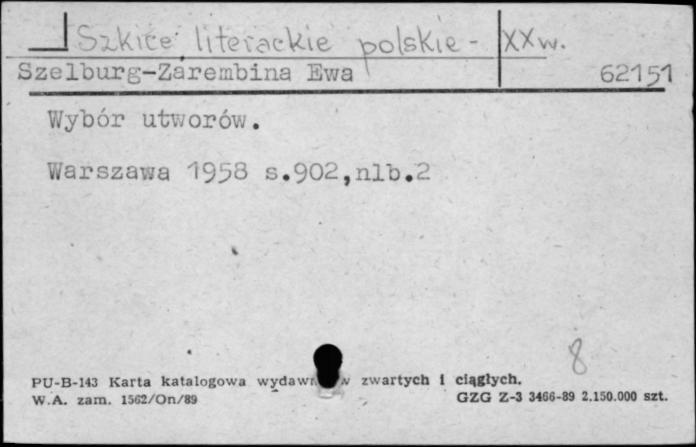 Szkice literackie polskie - XXw.
Szelburg-Zarembina Ewa 62151
Wybór utworów.
Warszawa 1958 s.902,nlb.2
8
PU-B-143 Karta katalogowa zwartych i ciągłych.
W.A. zam. 1562/On/89 GZG Z-3 3466-89 2.150.000 szt.